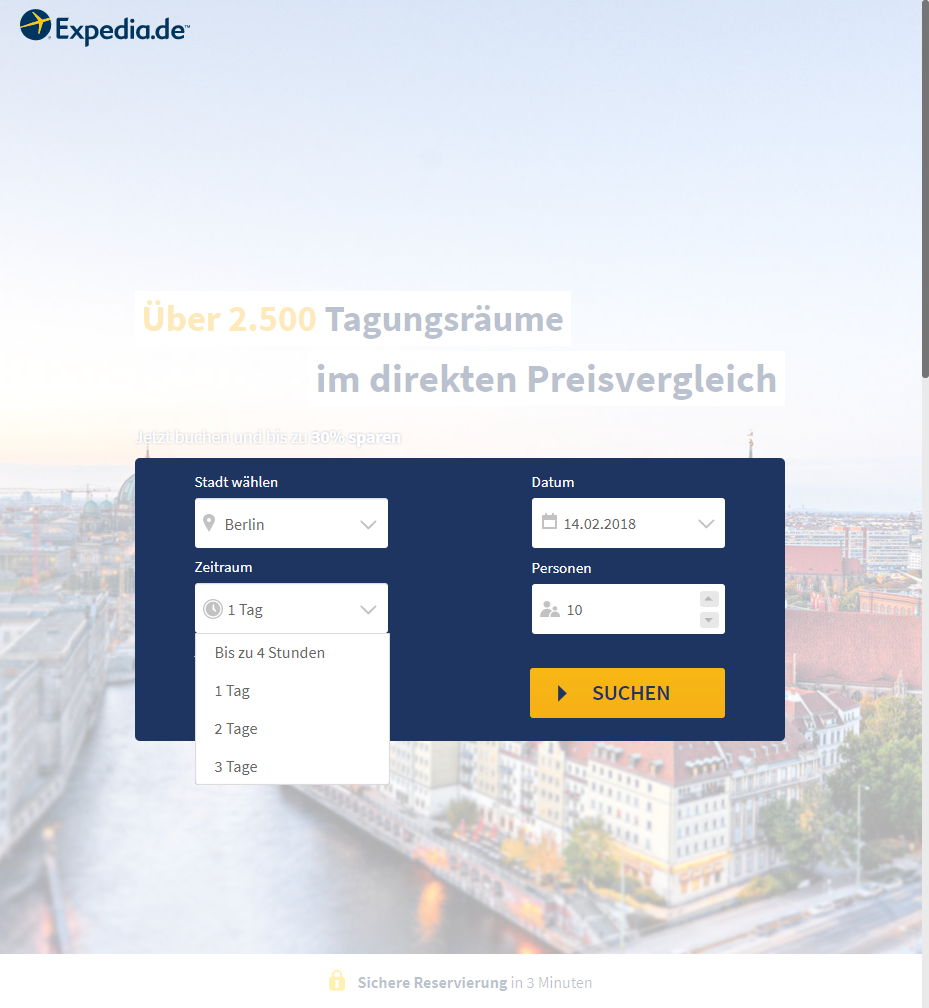 Expedia.de™
Über 2.500 Tagungsräume
im direkten Preisvergleich
Jetzt buchen und bis zu 30% sparen
Stadt wählen
Berlin
Datum
14.02.2018
Zeitraum
1 Tag
Personen
10
Bis zu 4 Stunden
1 Tag
2 Tage
3 Tage
SUCHEN
Sichere Reservierung in 3 Minuten